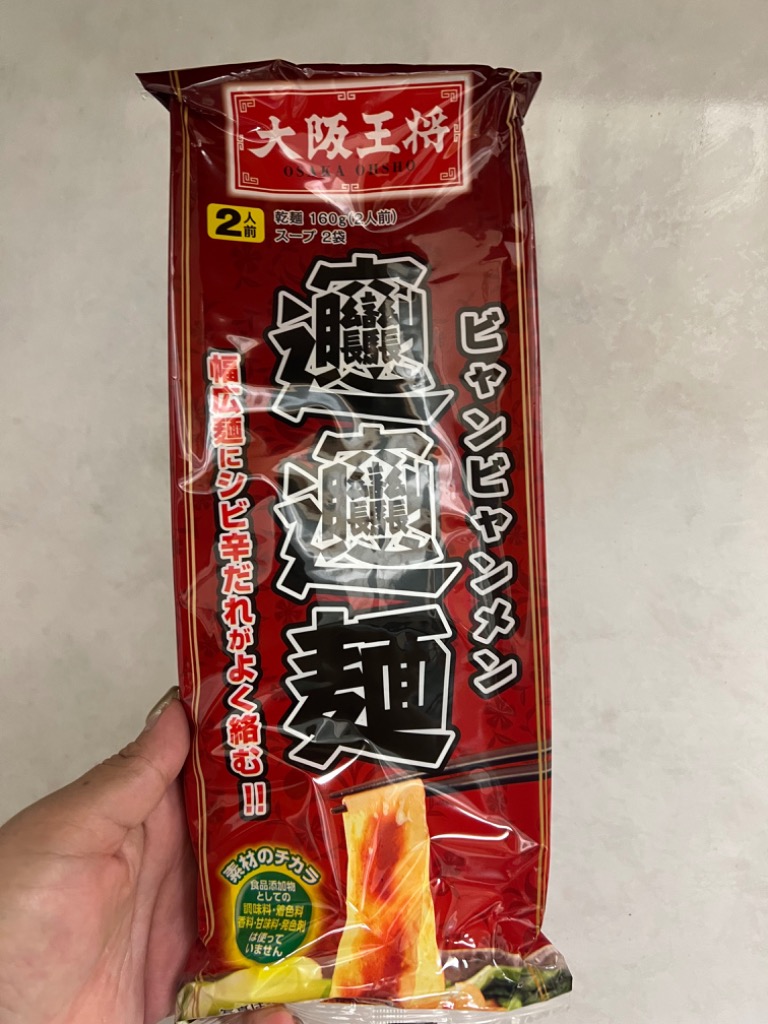 大阪王将
OSAKA OHSHO
2人前
乾麺 160g(2人前)
スープ 2袋
ビャンビャンメン
𰻞𰻞麺
幅広麺にシビ辛だれがよく絡む!!
素材のチカラ
食品添加物
としての
調味料・着色料
香料・甘味料・発色剤
は使って
いません